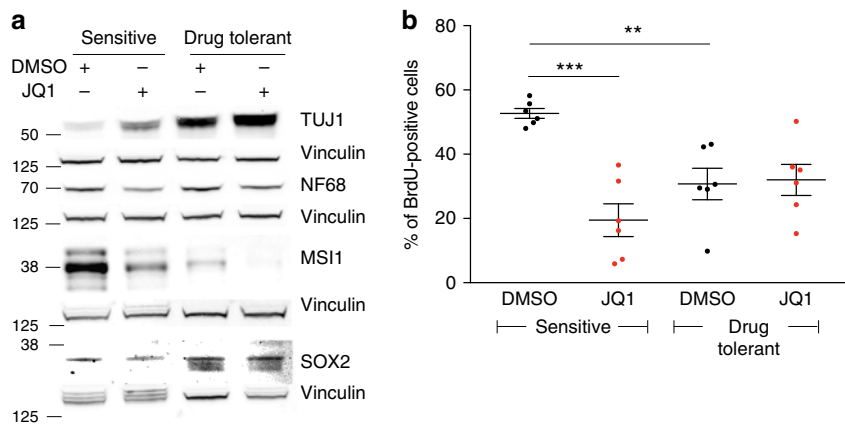 a
Sensitive Drug tolerant
DMSO + – + –
JQ1 – + – +
TUJ1
50
Vinculin
125
70 NF68
125 Vinculin
MSI1
38
Vinculin
125
38
SOX2
Vinculin
125
b
80
60
40
20
0
% of BrdU-positive cells
**
***
DMSO JQ1 DMSO JQ1
Sensitive Drug
tolerant